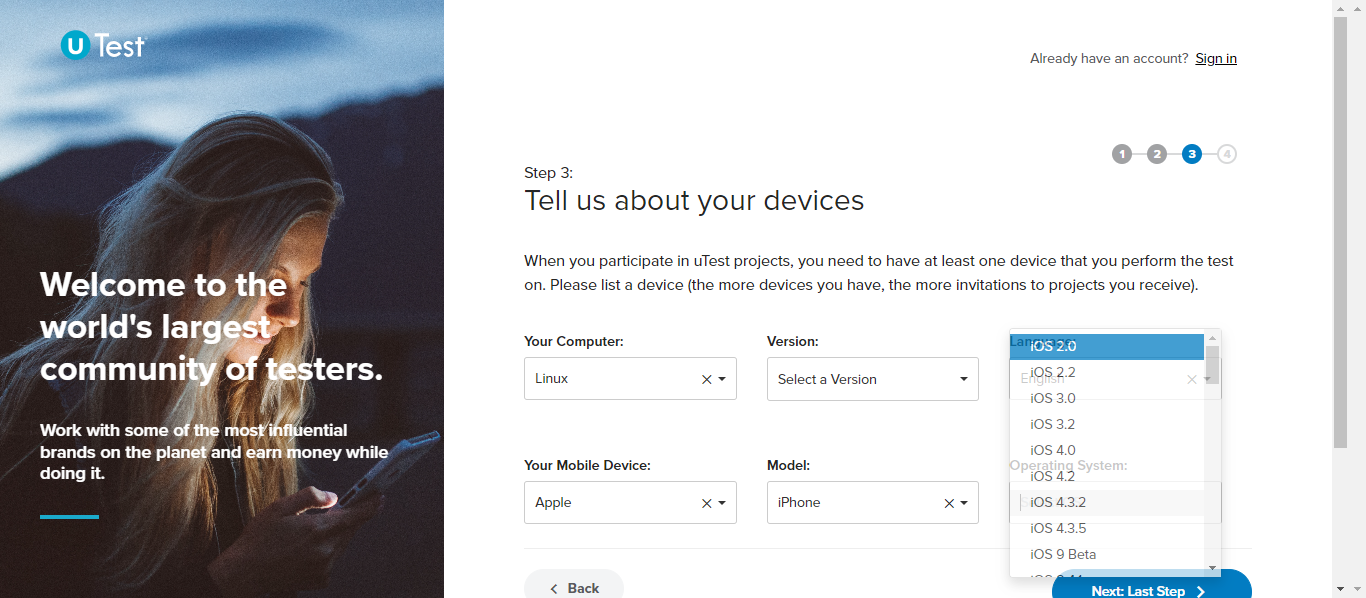 U Test
Already have an account? Sign in
1 2 3 4
Step 3:
Tell us about your devices
When you participate in uTest projects, you need to have at least one device that you perform the test
on. Please list a device (the more devices you have, the more invitations to projects you receive).
Welcome to the
world's largest
community of testers.
Work with some of the most influential
brands on the planet and earn money while
doing it.
Your Computer:
Linux
Version:
Select a Version
Language:
English
Your Mobile Device:
Apple
Model:
iPhone
Operating System:
iOS 2.0
iOS 2.2
iOS 3.0
iOS 3.2
iOS 4.0
iOS 4.2
iOS 4.3.2
iOS 4.3.5
iOS 9 Beta
Back
Next: Last Step